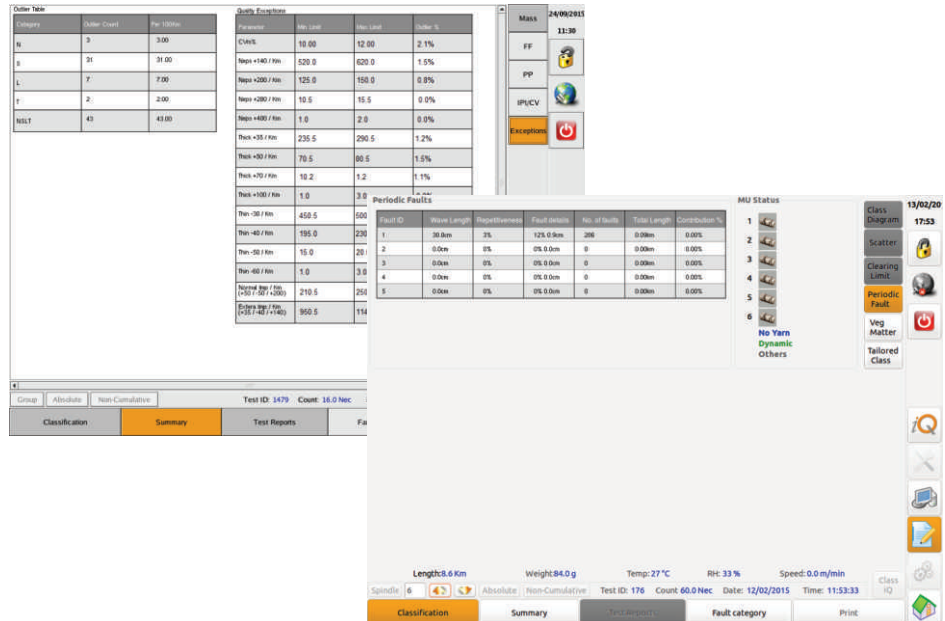 Outlier Table
Category Outlier Count Per 100Km
N 3 3.00
S 31 31.00
L 7 7.00
T 2 2.00
NSLT 43 43.00
Quality Exceptions
Parameter Min Limit Max Limit Outlier %
CVm% 10.00 12.00 2.1%
Neps +140 / Km 520.0 620.0 1.5%
Neps +200 / Km 125.0 150.0 0.8%
Neps +280 / Km 10.5 15.5 0.0%
Neps +400 / Km 1.0 2.0 0.0%
Thick +35 / Km 235.5 290.5 1.2%
Thick +50 / Km 70.5 80.5 1.5%
Thick +70 / Km 10.2 1.2 1.1%
Thick +100 / Km 1.0 3.0
Thin -30 / Km 450.5 500
Thin -40 / Km 195.0 230
Thin -50 / Km 15.0 20
Thin -60 / Km 1.0 3.0
Normal Imp / Km
(+50 / -50 / +200) 210.5 250
Extera Imp / Km
(+35 / -40 / +140) 950.5 114
Mass
FF
PP
IPI/CV
Exceptions
24/09/2015
11:30
Group Absolute Non-Cumulative Test ID: 1479 Count: 16.0 Nec
Classification Summary Test Reports Fa
Periodic Faults
Fault ID Wave Length Repetitiveness Fault details No. of faults Total Length Contribution %
1 30.0cm 3% 12% 0.9cm 286 0.00km 0.00%
2 0.0cm 0% 0% 0.0cm 0 0.00km 0.00%
3 0.0cm 0% 0% 0.0cm 0 0.00km 0.00%
4 0.0cm 0% 0% 0.0cm 0 0.00km 0.00%
5 0.0cm 0% 0% 0.0cm 0 0.00km 0.00%
MU Status
1
2
3
4
5
6
No Yarn
Dynamic
Others
Class
Diagram
Scatter
Clearing
Limit
Periodic
Fault
Veg
Matter
Tailored
Class
13/02/20
17:53
iQ
Length:8.6 Km Weight:84.0 g Temp: 27 °C RH: 33 % Speed: 0.0 m/min
Spindle 6 Absolute Non-Cumulative Test ID: 176 Count 60.0 Nec Date: 12/02/2015 Time: 11:53:33
Class
IQ
Classification Summary Test Reports Fault category Print